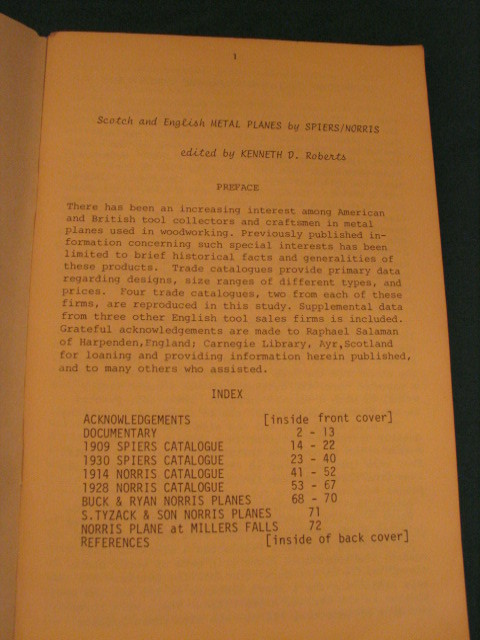 1
Scotch and English METAL PLANES by SPIERS/NORRIS
edited by KENNETH D. Roberts
PREFACE
There has been an increasing interest among American
and British tool collectors and craftsmen in metal
planes used in woodworking. Previously published in-
formation concerning such special interests has been
limited to brief historical facts and generalities of
these products. Trade catalogues provide primary data
regarding designs, size ranges of different types, and
prices. Four trade catalogues, two from each of these
firms, are reproduced in this study. Supplemental data
from three other English tool sales firms is included.
Grateful acknowledgements are made to Raphael Salaman
of Harpenden,England; Carnegie Library, Ayr,Scotland
for loaning and providing information herein published,
and to many others who assisted.
INDEX
ACKNOWLEDGEMENTS [inside front cover]
DOCUMENTARY 2 - 13
1909 SPIERS CATALOGUE 14 - 22
1930 SPIERS CATALOGUE 23 - 40
1914 NORRIS CATALOGUE 41 - 52
1928 NORRIS CATALOGUE 53 - 67
BUCK & RYAN NORRIS PLANES 68 - 70
S.TYZACK & SON NORRIS PLANES 71
NORRIS PLANE at MILLERS FALLS 72
REFERENCES [inside of back cover]